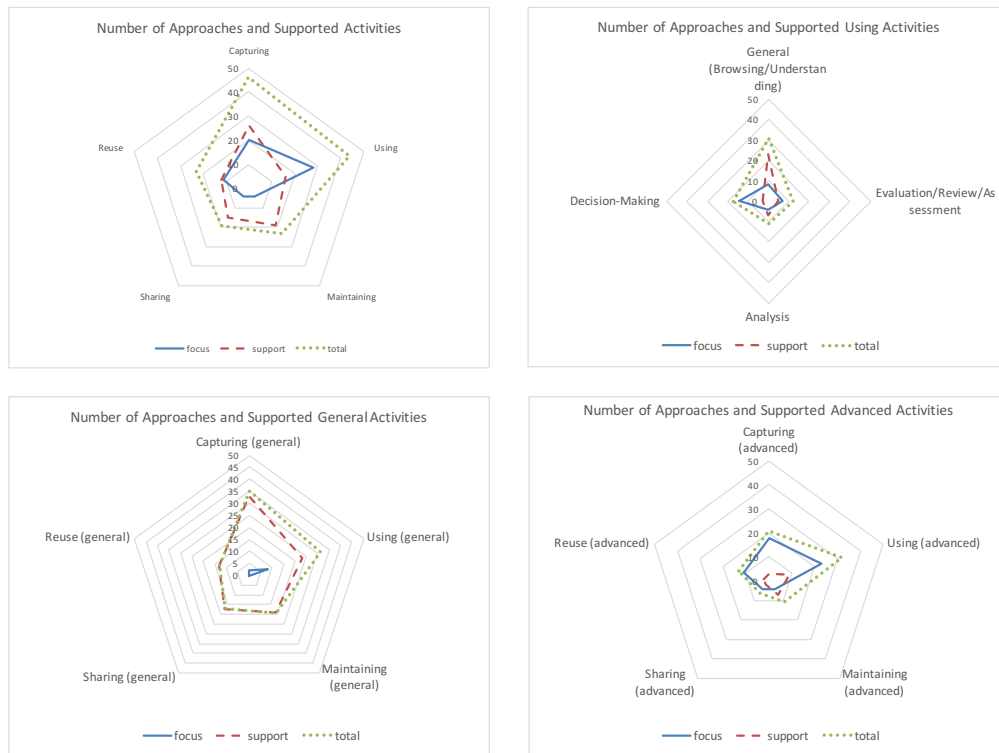 Number of Approaches and Supported Activities
Capturing
50
40
30
20
10
0
Reuse
Using
Sharing
Maintaining
focus support total
Number of Approaches and Supported Using Activities
General
(Browsing/Understan
ding)
50
40
30
20
10
0
Decision-Making
Evaluation/Review/As
sessment
Analysis
focus support total
Number of Approaches and Supported General Activities
Capturing (general)
50
45
40
35
30
25
20
15
10
5
0
Reuse (general)
Using (general)
Sharing (general)
Maintaining
(general)
focus support total
Number of Approaches and Supported Advanced Activities
Capturing
(advanced)
50
40
30
20
10
0
Reuse (advanced)
Using (advanced)
Sharing
(advanced)
Maintaining
(advanced)
focus support total